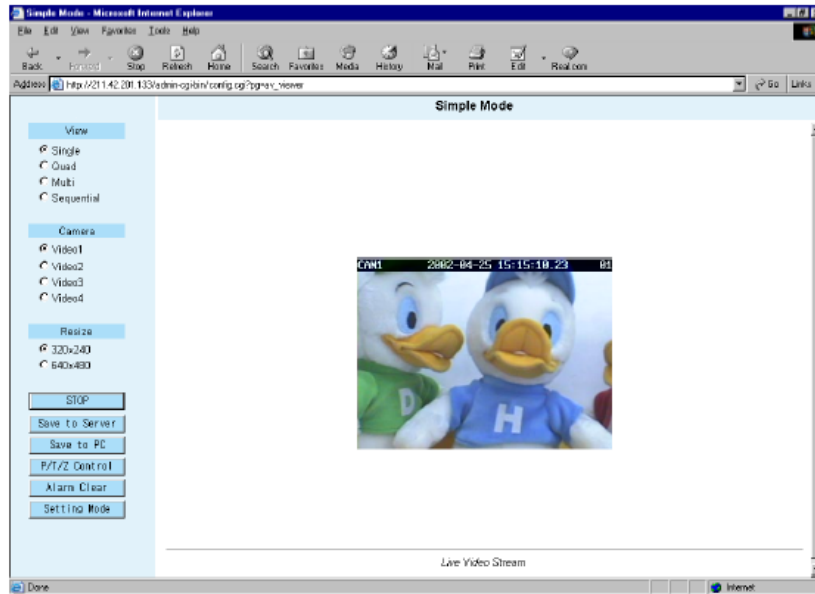 Simple Mode - Microsoft Internet Explorer
File Edit View Favorites Tools Help
Back Forward Stop Refresh Home Search Favorites Media History Mail Print Edit Real.com
Address http://211.42.201.133/admin-cgi-bin/config.cgi?pg=av_viewer Go Links
Simple Mode
View
Single
Quad
Multi
Sequential
Camera
Video1
Video2
Video3
Video4
Resize
320x240
640x480
STOP
Save to Server
Save to PC
P/T/Z Control
Alarm Clear
Setting Mode
CAM1 2002-04-25 15:15:10.23 01
D
H
Live Video Stream
Done Internet